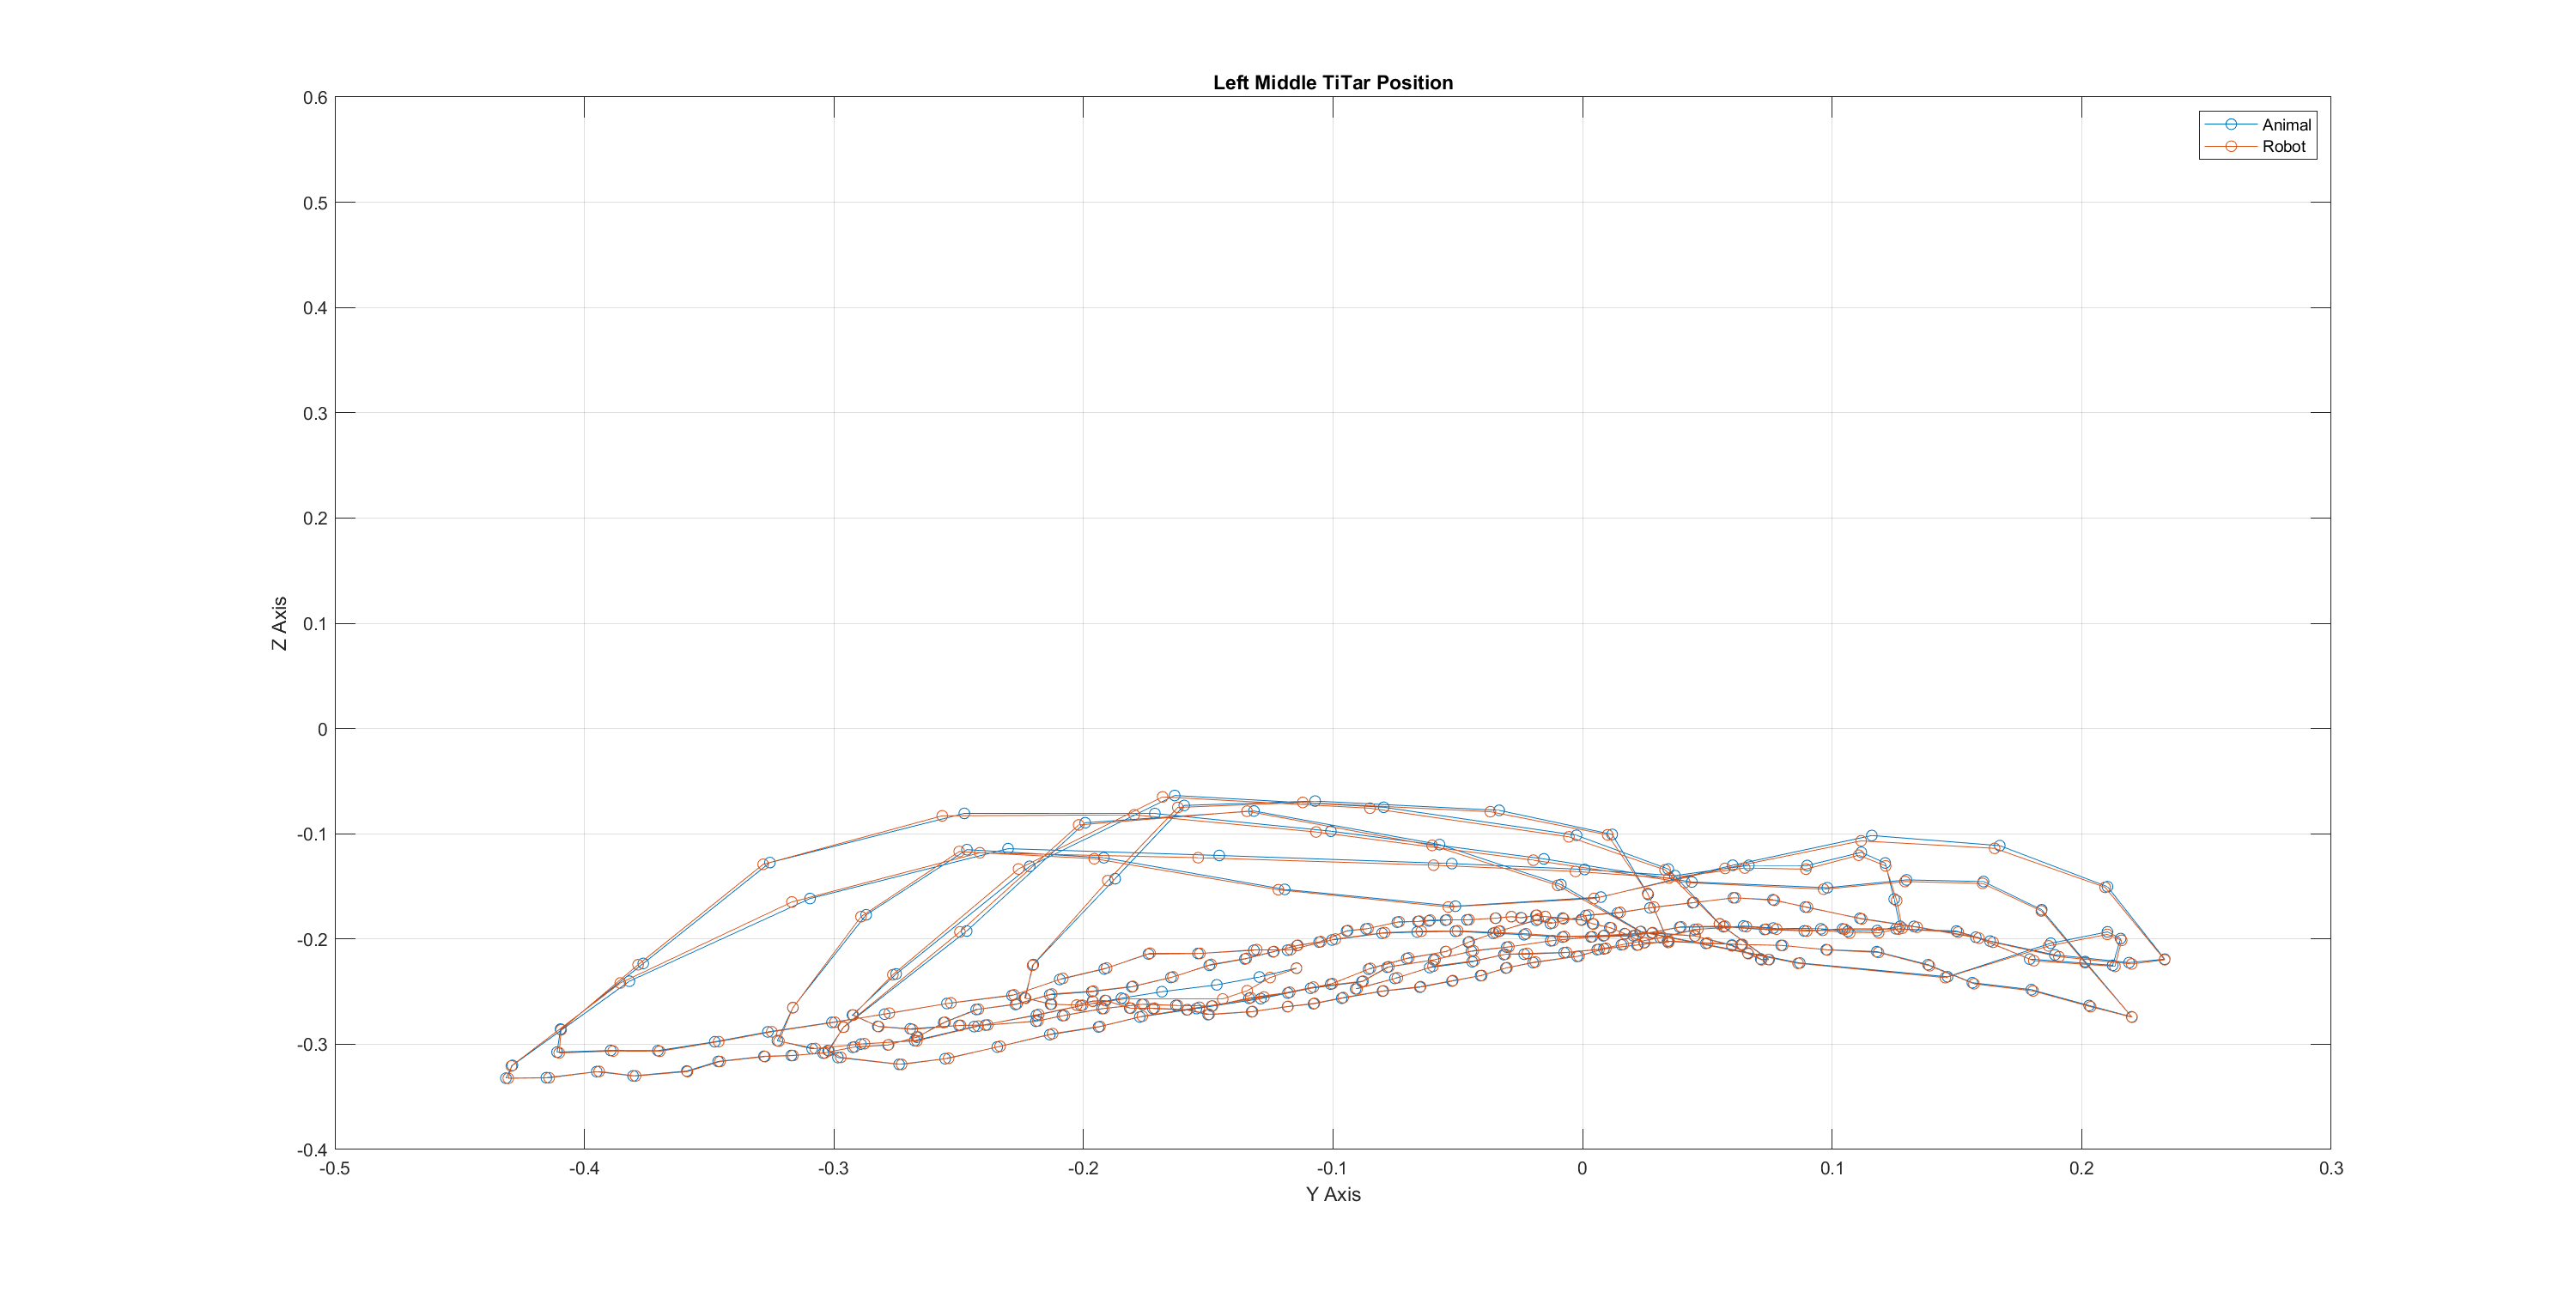 Left Middle TiTar Position
Animal
Robot
0.6
0.5
0.4
0.3
0.2
0.1
0
-0.1
-0.2
-0.3
-0.4
Z Axis
-0.5 -0.4 -0.3 -0.2 -0.1 0 0.1 0.2 0.3
Y Axis